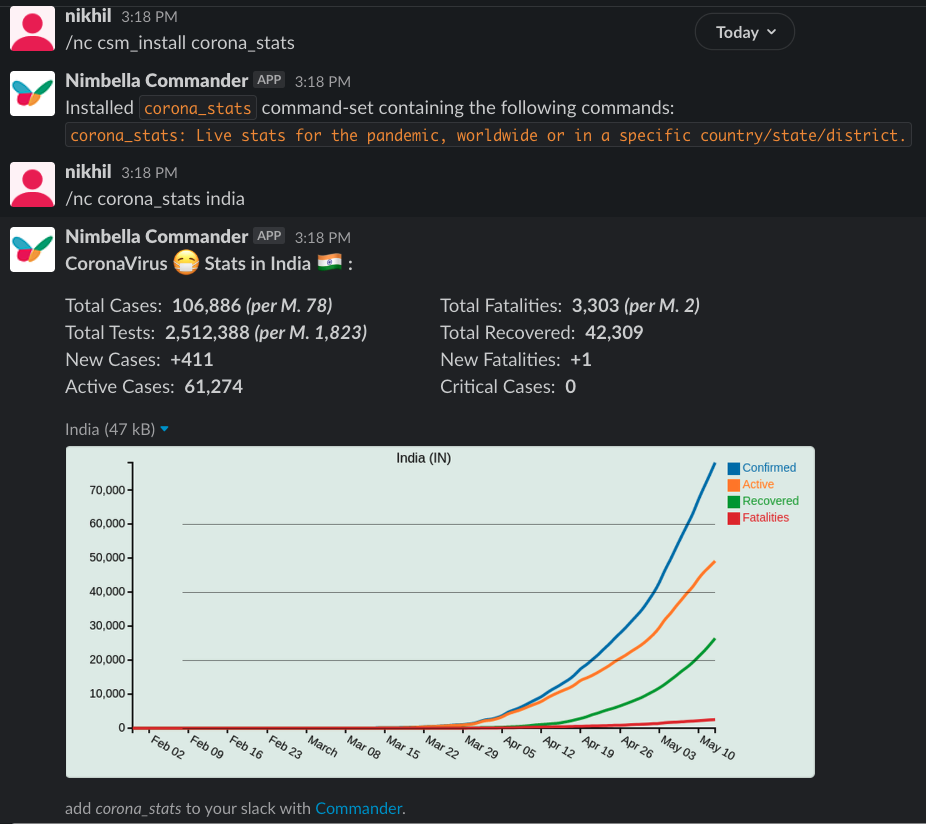 nikhil 3:18 PM
/nc csm_install corona_stats
Today
Nimbella Commander APP 3:18 PM
Installed corona_stats command-set containing the following commands:
corona_stats: Live stats for the pandemic, worldwide or in a specific country/state/district.
nikhil 3:18 PM
/nc corona_stats india
Nimbella Commander APP 3:18 PM
CoronaVirus 😷 Stats in India 🇮🇳 :
Total Cases: 106,886 (per M. 78) Total Fatalities: 3,303 (per M. 2)
Total Tests: 2,512,388 (per M. 1,823) Total Recovered: 42,309
New Cases: +411 New Fatalities: +1
Active Cases: 61,274 Critical Cases: 0
India (47 kB)
India (IN)
Confirmed
Active
Recovered
Fatalities
70,000
60,000
50,000
40,000
30,000
20,000
10,000
0
Feb 02 Feb 09 Feb 16 Feb 23 March Mar 08 Mar 15 Mar 22 Mar 29 Apr 05 Apr 12 Apr 19 Apr 26 May 03 May 10
add corona_stats to your slack with Commander.